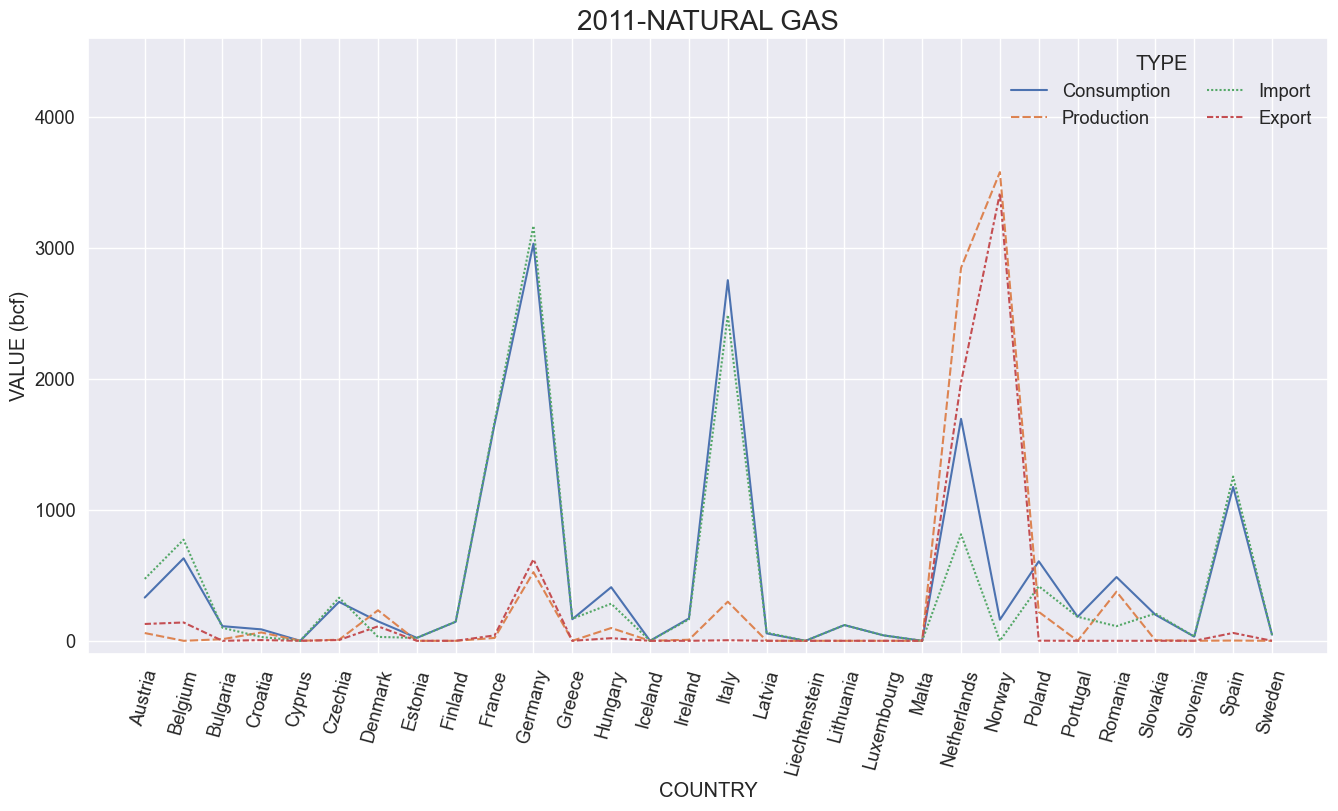 2011-NATURAL GAS
TYPE
Consumption
Import
Production
Export
VALUE (bcf)
4000
3000
2000
1000
0
Austria
Belgium
Bulgaria
Croatia
Cyprus
Czechia
Denmark
Estonia
Finland
France
Germany
Greece
Hungary
Iceland
Ireland
Italy
Latvia
Liechtenstein
Lithuania
Luxembourg
Malta
Netherlands
Norway
Poland
Portugal
Romania
Slovakia
Slovenia
Spain
Sweden
COUNTRY